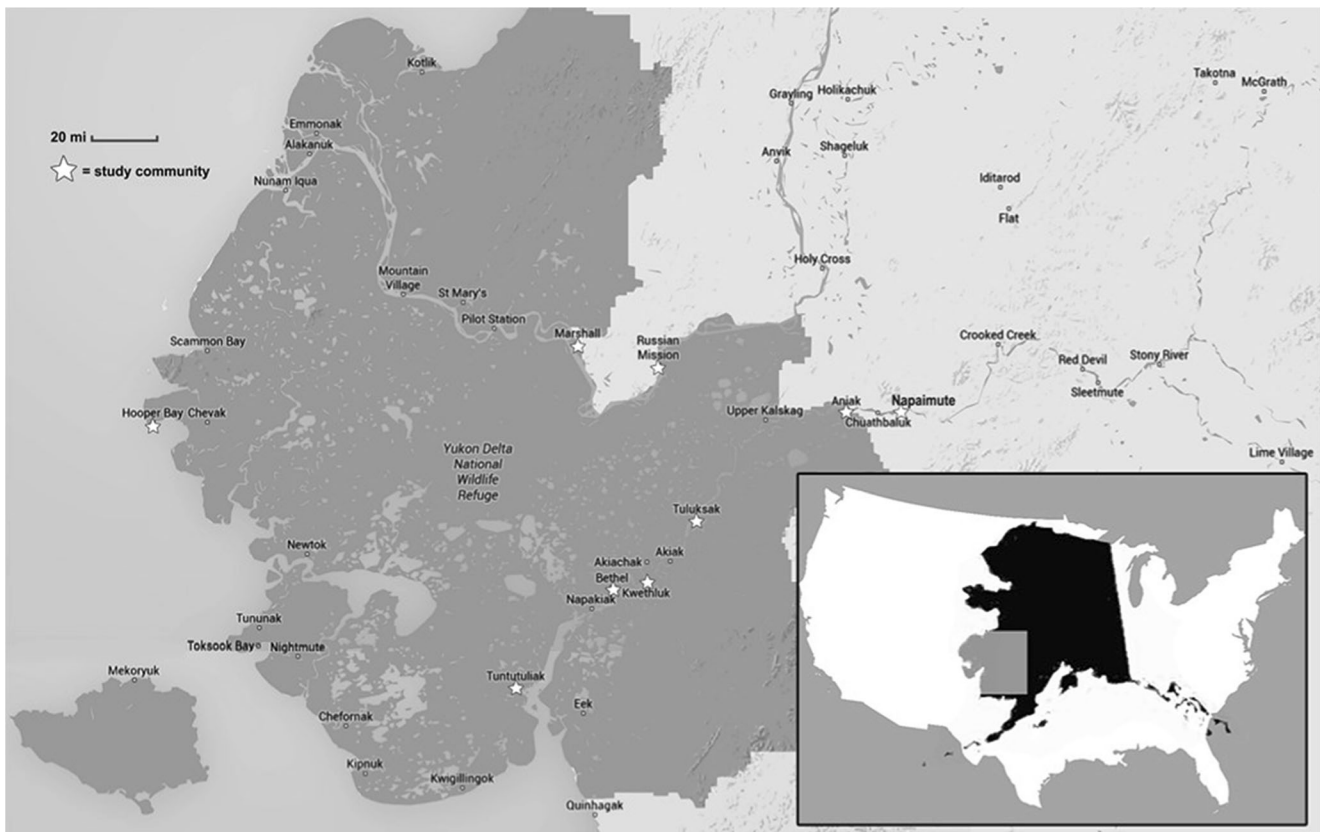 Kotlik
Takotna
McGrath
Grayling
Holikachuk
20 mi
Emmonak
Alakanuk
= study community
Anvik
Shageluk
Nunam Iqua
Iditarod
Flat
Holy Cross
Mountain
Village
St Mary's
Pilot Station
Marshall
Russian
Mission
Scammon Bay
Crooked Creek
Red Devil
Stony River
Sleetmute
Hooper Bay
Chevak
Upper Kalskag
Aniak
Napaimute
Chuathbaluk
Yukon Delta
National
Wildlife
Refuge
Lime Village
Tuluksak
Newtok
Akiachak
Akiak
Bethel
Kwethluk
Napakiak
Tununak
Toksook Bay
Nightmute
Mekoryuk
Tuntutuliak
Eek
Chefornak
Kipnuk
Kwigillingok
Quinhagak